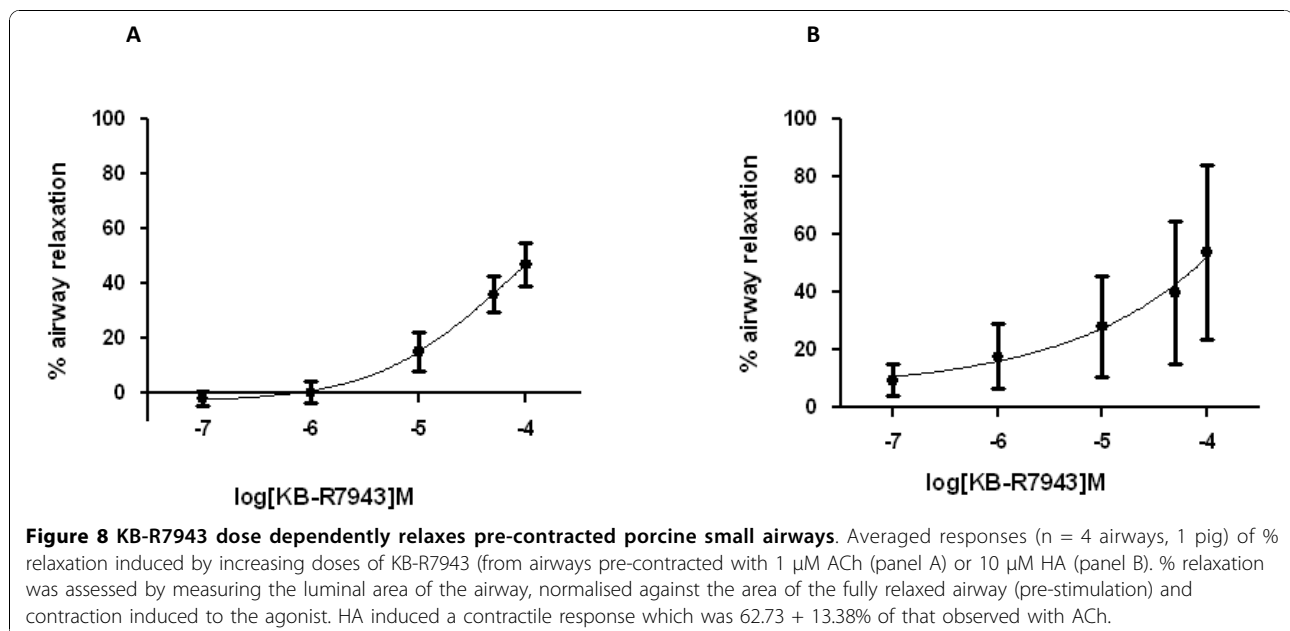 A
B
100
80
60
40
20
0
% airway relaxation
-7
-6
-5
-4
log[KB-R7943]M
100
80
60
40
20
0
% airway relaxation
-7
-6
-5
-4
log[KB-R7943]M
Figure 8 KB-R7943 dose dependently relaxes pre-contracted porcine small airways. Averaged responses (n = 4 airways, 1 pig) of %
relaxation induced by increasing doses of KB-R7943 (from airways pre-contracted with 1 μM ACh (panel A) or 10 μM HA (panel B). % relaxation
was assessed by measuring the luminal area of the airway, normalised against the area of the fully relaxed airway (pre-stimulation) and
contraction induced to the agonist. HA induced a contractile response which was 62.73 + 13.38% of that observed with ACh.